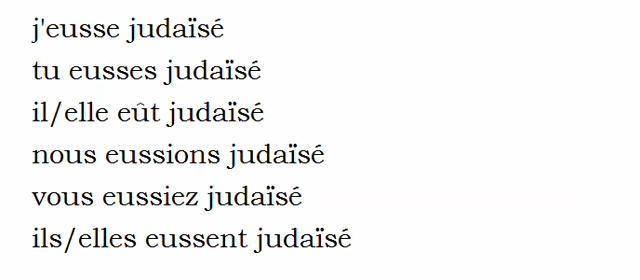 j'eusse judaïsé
tu eusses judaïsé
il/elle eût judaïsé
nous eussions judaïsé
vous eussiez judaïsé
ils/elles eussent judaïsé